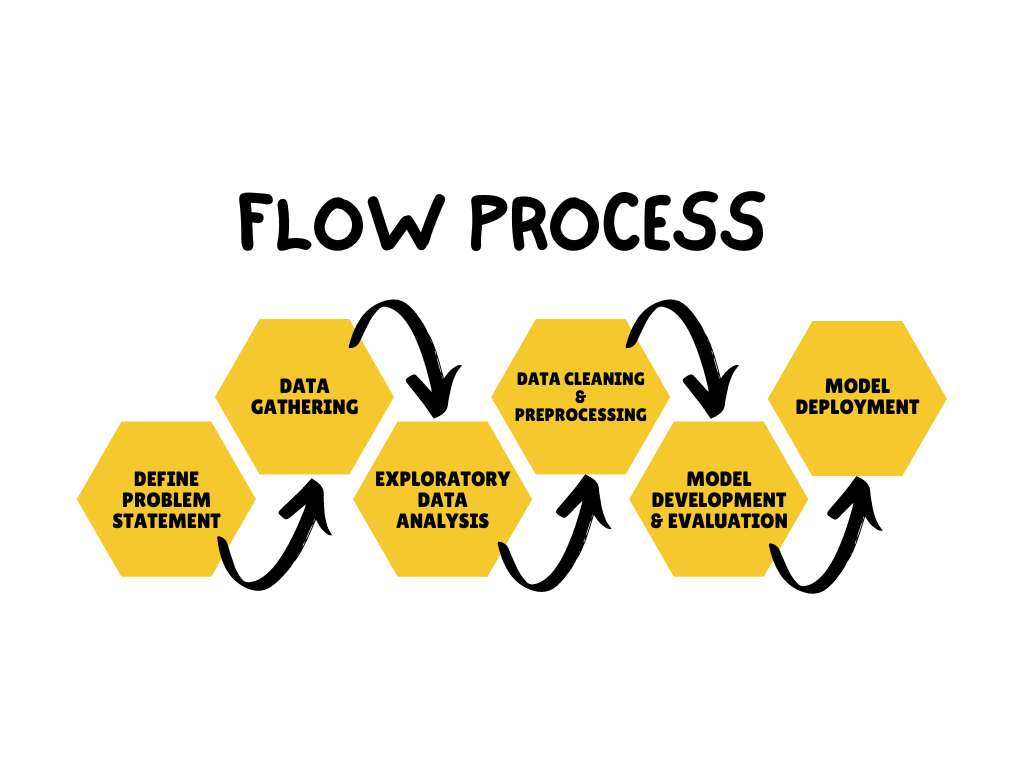 FLOW PROCESS
DEFINE
PROBLEM
STATEMENT
DATA
GATHERING
EXPLORATORY
DATA
ANALYSIS
DATA CLEANING
&
PREPROCESSING
MODEL
DEVELOPMENT
& EVALUATION
MODEL
DEPLOYMENT